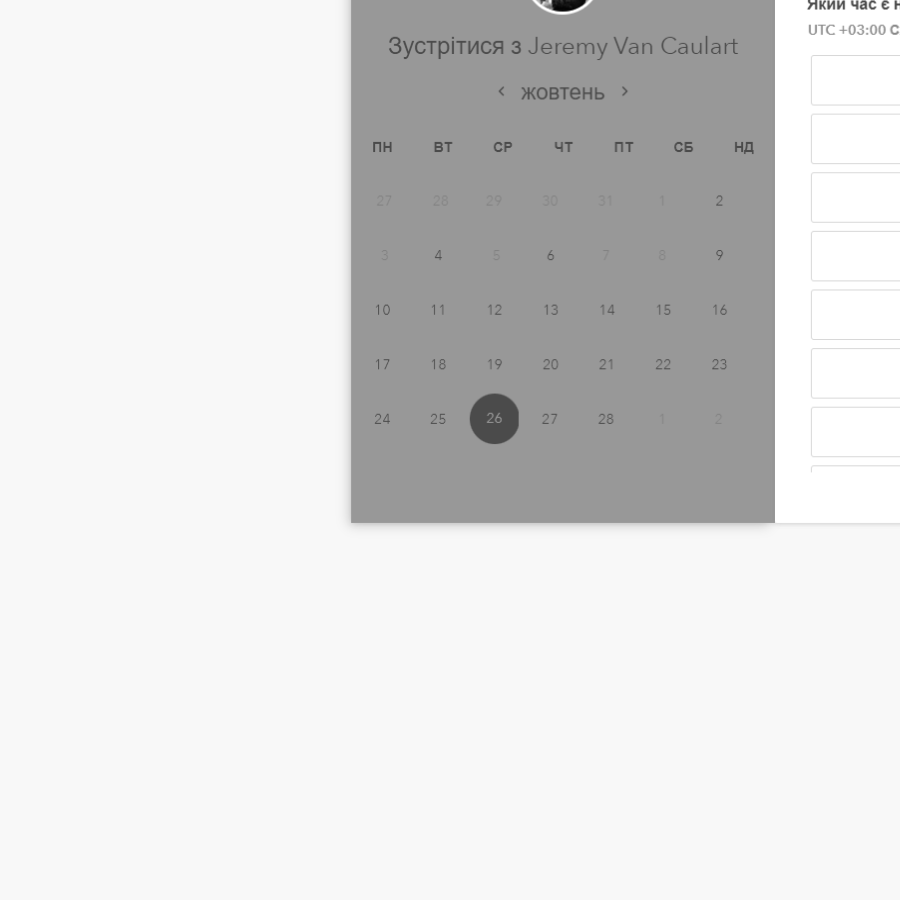 Зустрітися з Jeremy Van Caulart
‹ жовтень ›
ПН ВТ СР ЧТ ПТ СБ НД
27 28 29 30 31 1 2
3 4 5 6 7 8 9
10 11 12 13 14 15 16
17 18 19 20 21 22 23
24 25 26 27 28 1 2
Який час є
UTC +03:00